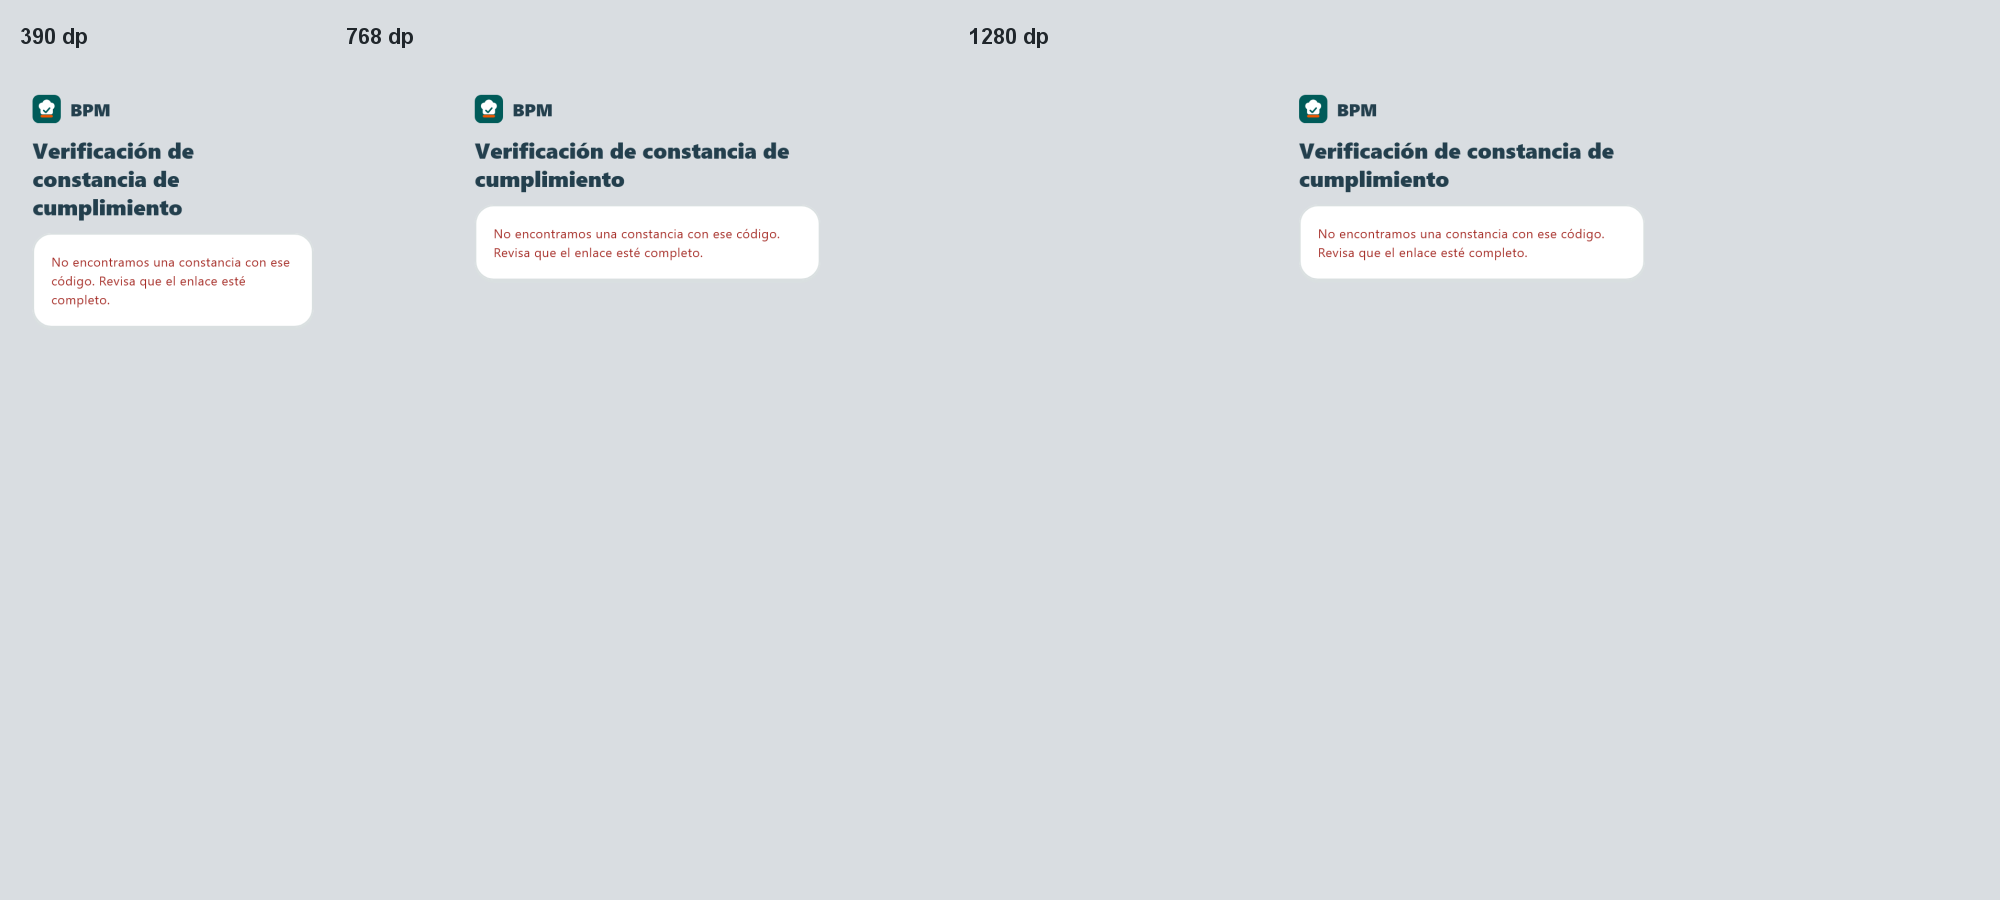 390 dp
BPM
Verificación de
constancia de
cumplimiento
No encontramos una constancia con ese
código. Revisa que el enlace esté
completo.
768 dp
BPM
Verificación de constancia de
cumplimiento
No encontramos una constancia con ese código.
Revisa que el enlace esté completo.
1280 dp
BPM
Verificación de constancia de
cumplimiento
No encontramos una constancia con ese código.
Revisa que el enlace esté completo.